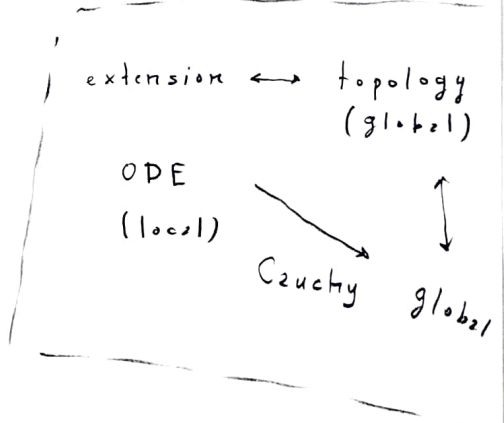 extension ↔ topology
(global)
ODE
(local)
Cauchy global